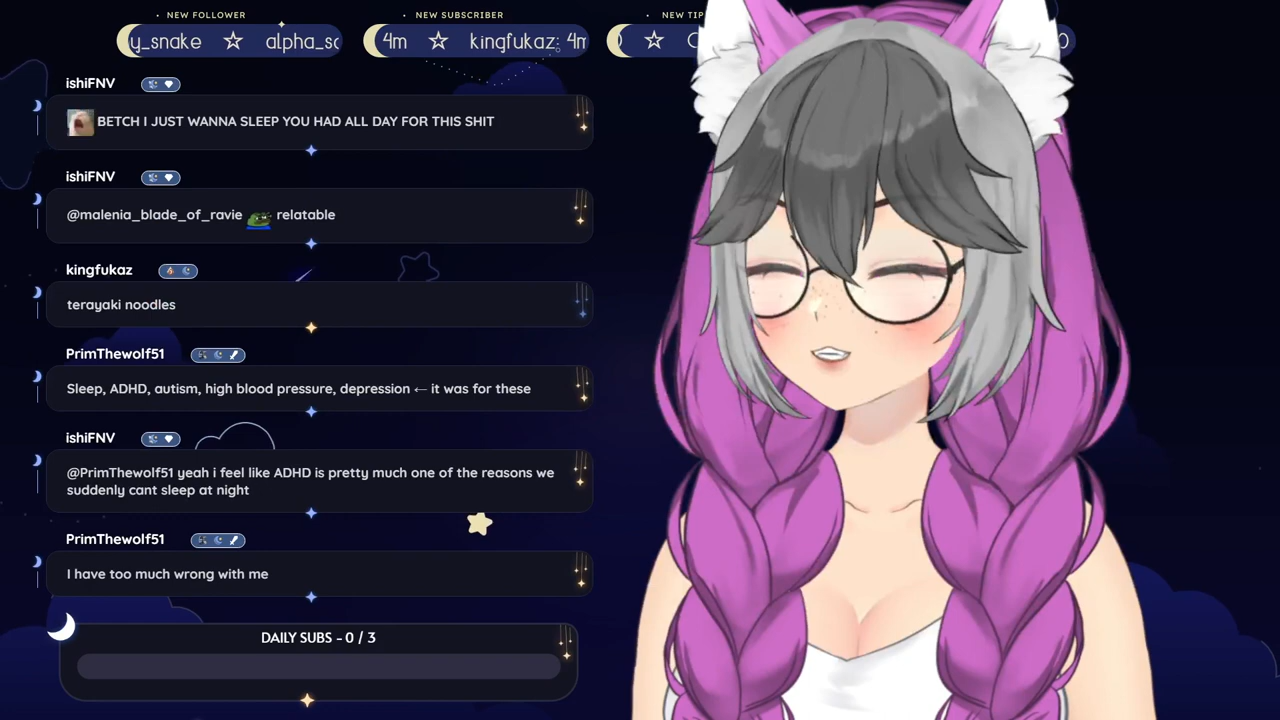 NEW FOLLOWER
NEW SUBSCRIBER
NEW TIP
y_snake ☆ alpha_sc
4m ☆ kingfukaz: 4m
ishiFNV
BETCH I JUST WANNA SLEEP YOU HAD ALL DAY FOR THIS SHIT
ishiFNV
@malenia_blade_of_ravie relatable
kingfukaz
terayaki noodles
PrimThewolf51
Sleep, ADHD, autism, high blood pressure, depression ← it was for these
ishiFNV
@PrimThewolf51 yeah i feel like ADHD is pretty much one of the reasons we
suddenly cant sleep at night
PrimThewolf51
I have too much wrong with me
DAILY SUBS - 0 / 3